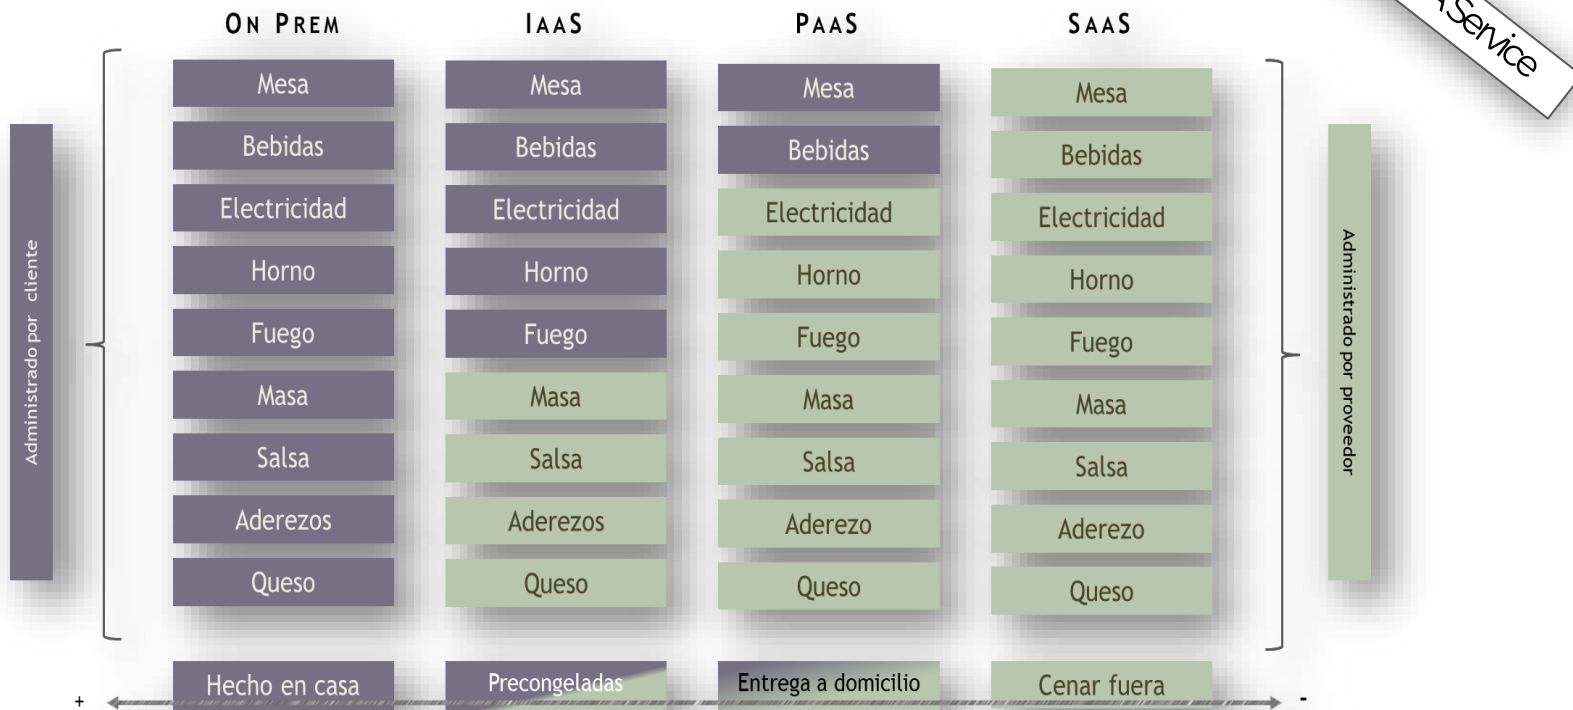 ON PREM
IAAS
PAAS
SAAS
Service
Mesa
Mesa
Mesa
Mesa
Bebidas
Bebidas
Bebidas
Bebidas
Electricidad
Electricidad
Electricidad
Electricidad
Horno
Horno
Horno
Horno
Fuego
Fuego
Fuego
Fuego
Masa
Masa
Masa
Masa
Salsa
Salsa
Salsa
Salsa
Aderezos
Aderezos
Aderezo
Aderezo
Queso
Queso
Queso
Queso
Administrado por cliente
Administrado por proveedor
Hecho en casa
Precongeladas
Entrega a domicilio
Cenar fuera
+
-